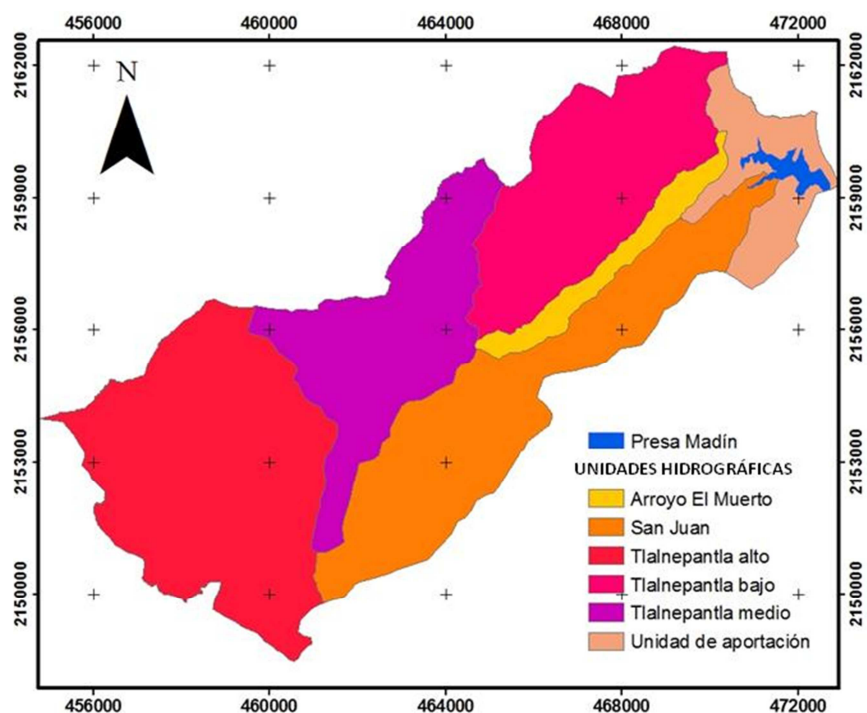 456000 460000 464000 468000 472000
N
2162000 2162000
2159000 2159000
2156000 2156000
2153000 2153000
2150000 2150000
Presa Madín
UNIDADES HIDROGRÁFICAS
Arroyo El Muerto
San Juan
Tlalnepantla alto
Tlalnepantla bajo
Tlalnepantla medio
Unidad de aportación
456000 460000 464000 468000 472000